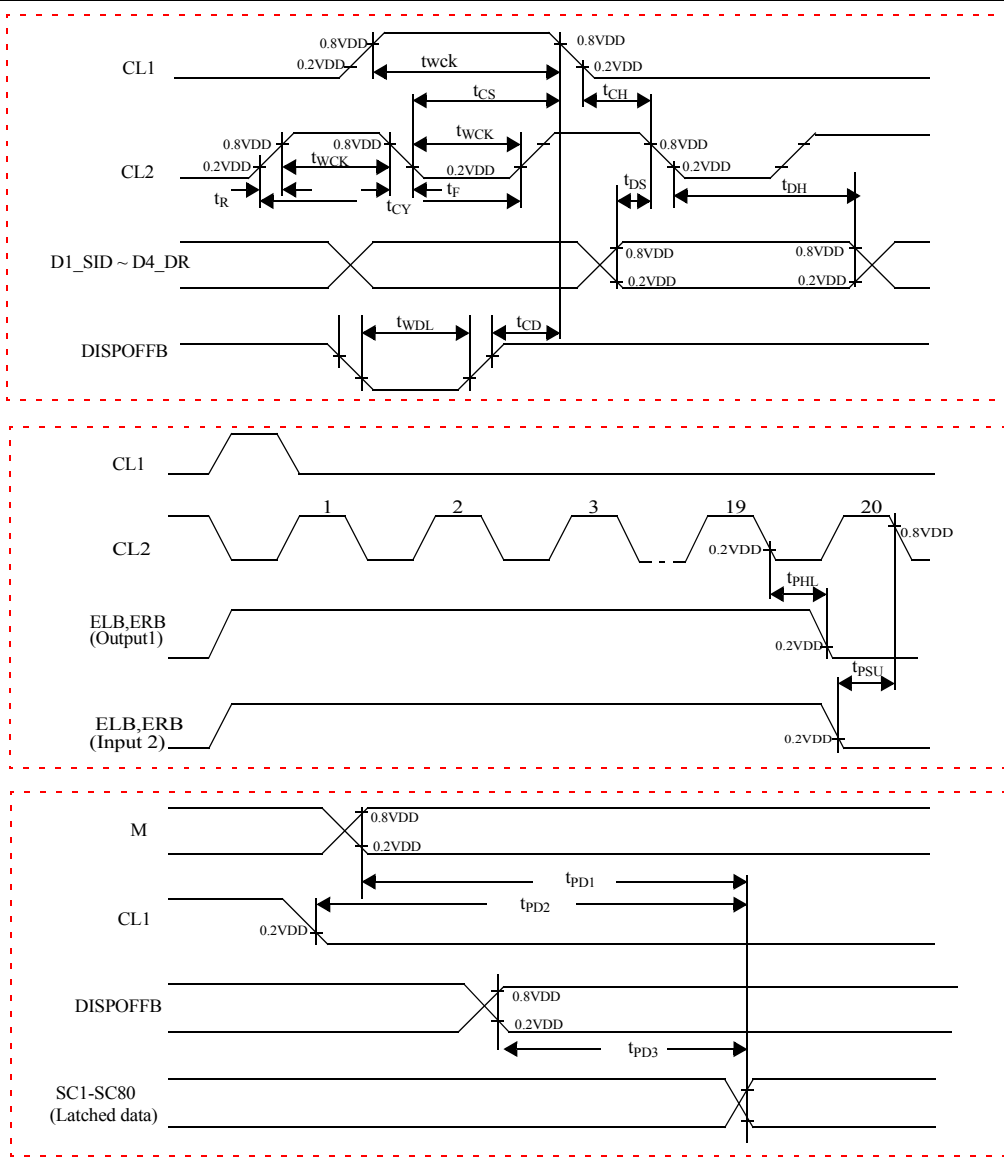 0.8VDD
0.8VDD
CL1
0.2VDD
twck
0.2VDD
tCS
tCH
0.8VDD
0.8VDD
tWCK
0.8VDD
CL2
0.2VDD
tWCK
0.2VDD
0.2VDD
tR
tCY
tF
tDS
tDH
D1_SID ~ D4_DR
0.8VDD
0.8VDD
0.2VDD
0.2VDD
DISPOFFB
tWDL
tCD
CL1
1
2
3
19
20
CL2
0.2VDD
0.8VDD
tPHL
ELB,ERB
(Output1)
0.2VDD
tPSU
ELB,ERB
(Input 2)
0.2VDD
M
0.8VDD
0.2VDD
tPD1
tPD2
CL1
0.2VDD
DISPOFFB
0.8VDD
0.2VDD
tPD3
SC1-SC80
(Latched data)